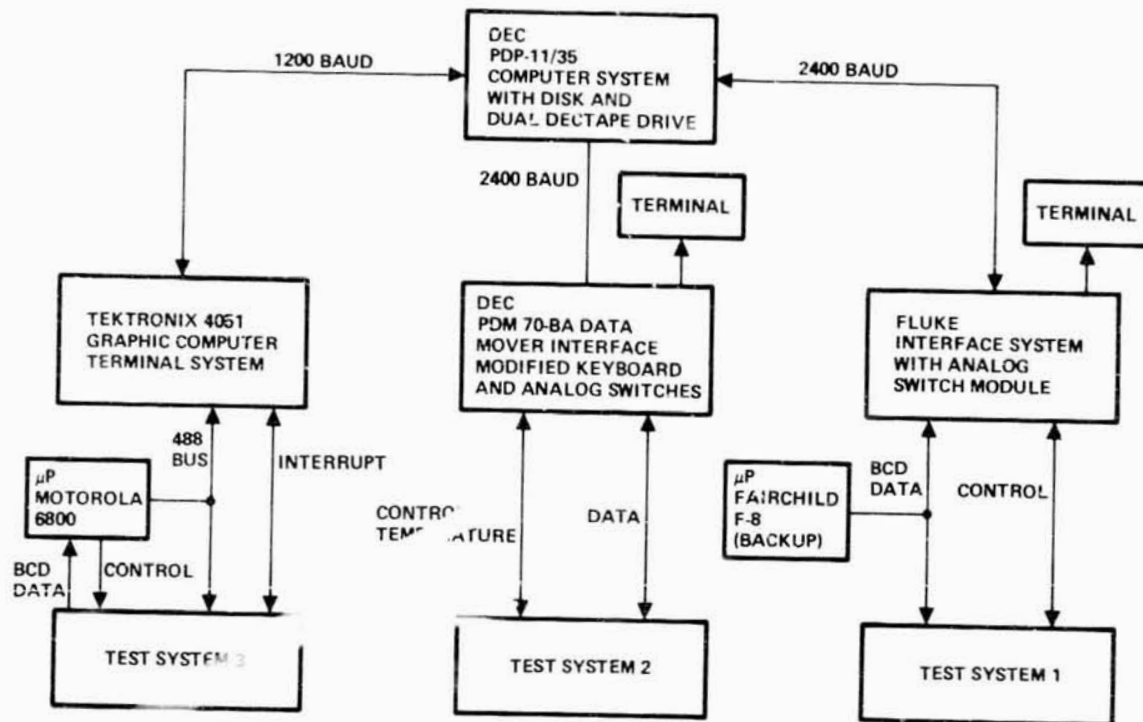 DEC
PDP-11/35
COMPUTER SYSTEM
WITH DISK AND
DUAL DECTAPE DRIVE
1200 BAUD
2400 BAUD
2400 BAUD
TERMINAL
TERMINAL
TEKTRONIX 4051
GRAPHIC COMPUTER
TERMINAL SYSTEM
DEC
PDM 70-BA DATA
MOVER INTERFACE
MODIFIED KEYBOARD
AND ANALOG SWITCHES
FLUKE
INTERFACE SYSTEM
WITH ANALOG
SWITCH MODULE
488
BUS
INTERRUPT
µP
MOTOROLA
6800
BCD
DATA
CONTROL
DATA
µP
FAIRCHILD
F-8
(BACKUP)
BCD
DATA
CONTROL
TEST SYSTEM 3
TEST SYSTEM 2
TEST SYSTEM 1